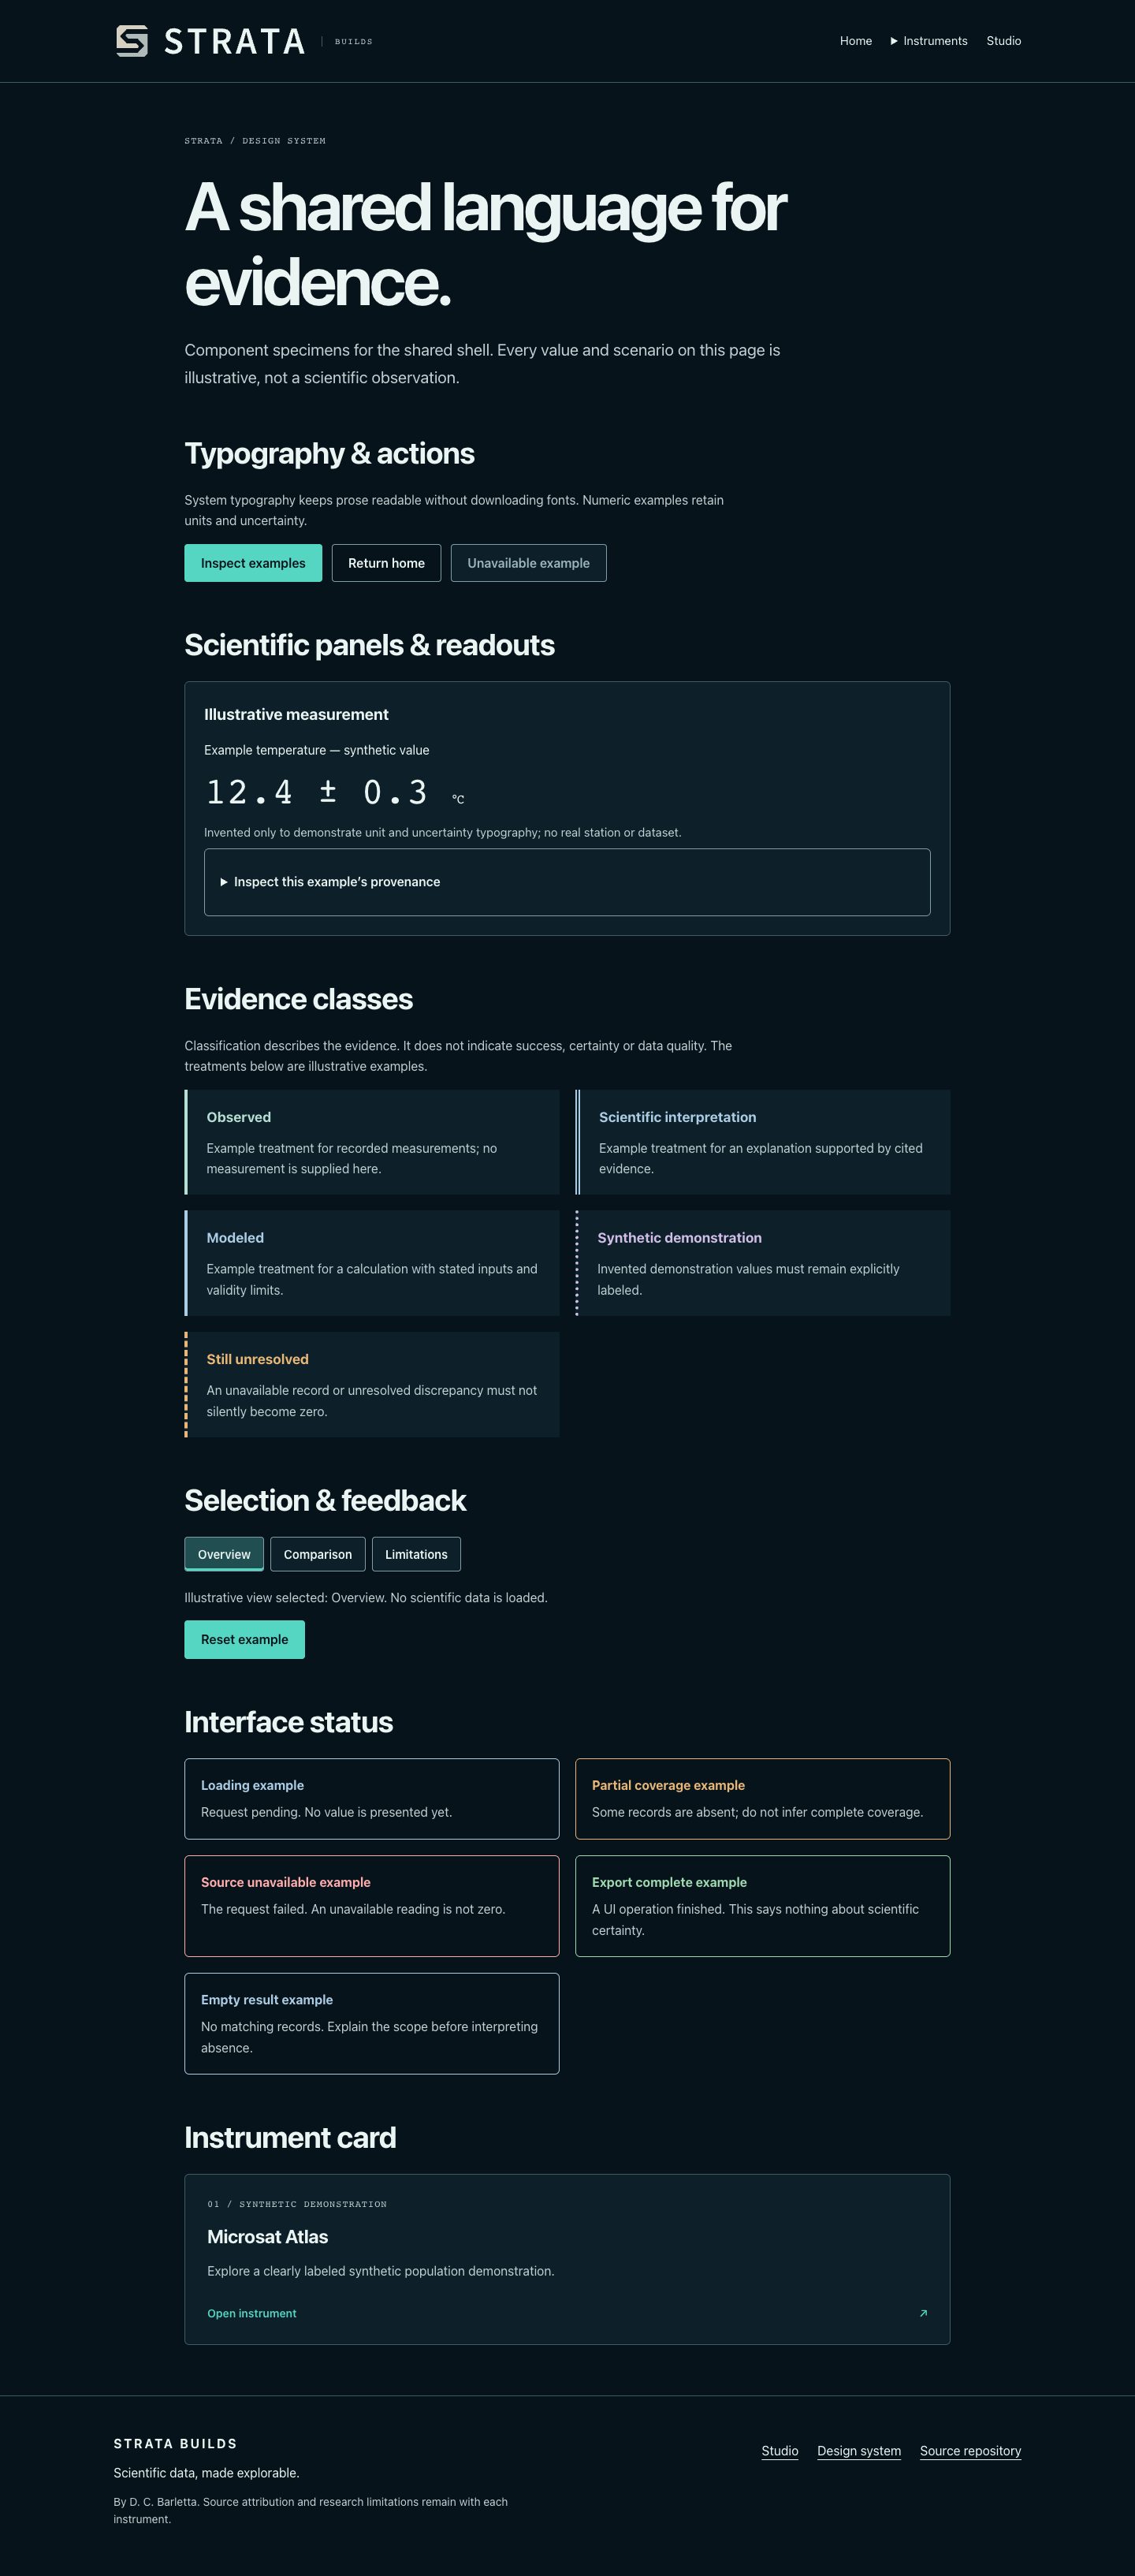 STRATA
BUILDS
Home
Instruments
Studio
STRATA / DESIGN SYSTEM
A shared language for
evidence.
Component specimens for the shared shell. Every value and scenario on this page is
illustrative, not a scientific observation.
Typography & actions
System typography keeps prose readable without downloading fonts. Numeric examples retain
units and uncertainty.
Inspect examples
Return home
Unavailable example
Scientific panels & readouts
Illustrative measurement
Example temperature — synthetic value
12.4 ± 0.3 °C
Invented only to demonstrate unit and uncertainty typography; no real station or dataset.
Inspect this example’s provenance
Evidence classes
Classification describes the evidence. It does not indicate success, certainty or data quality. The
treatments below are illustrative examples.
Observed
Example treatment for recorded measurements; no
measurement is supplied here.
Scientific interpretation
Example treatment for an explanation supported by cited
evidence.
Modeled
Example treatment for a calculation with stated inputs and
validity limits.
Synthetic demonstration
Invented demonstration values must remain explicitly
labeled.
Still unresolved
An unavailable record or unresolved discrepancy must not
silently become zero.
Selection & feedback
Overview
Comparison
Limitations
Illustrative view selected: Overview. No scientific data is loaded.
Reset example
Interface status
Loading example
Request pending. No value is presented yet.
Partial coverage example
Some records are absent; do not infer complete coverage.
Source unavailable example
The request failed. An unavailable reading is not zero.
Export complete example
A UI operation finished. This says nothing about scientific
certainty.
Empty result example
No matching records. Explain the scope before interpreting
absence.
Instrument card
01 / SYNTHETIC DEMONSTRATION
Microsat Atlas
Explore a clearly labeled synthetic population demonstration.
Open instrument ↗
STRATA BUILDS
Scientific data, made explorable.
By D. C. Barletta. Source attribution and research limitations remain with each
instrument.
Studio
Design system
Source repository